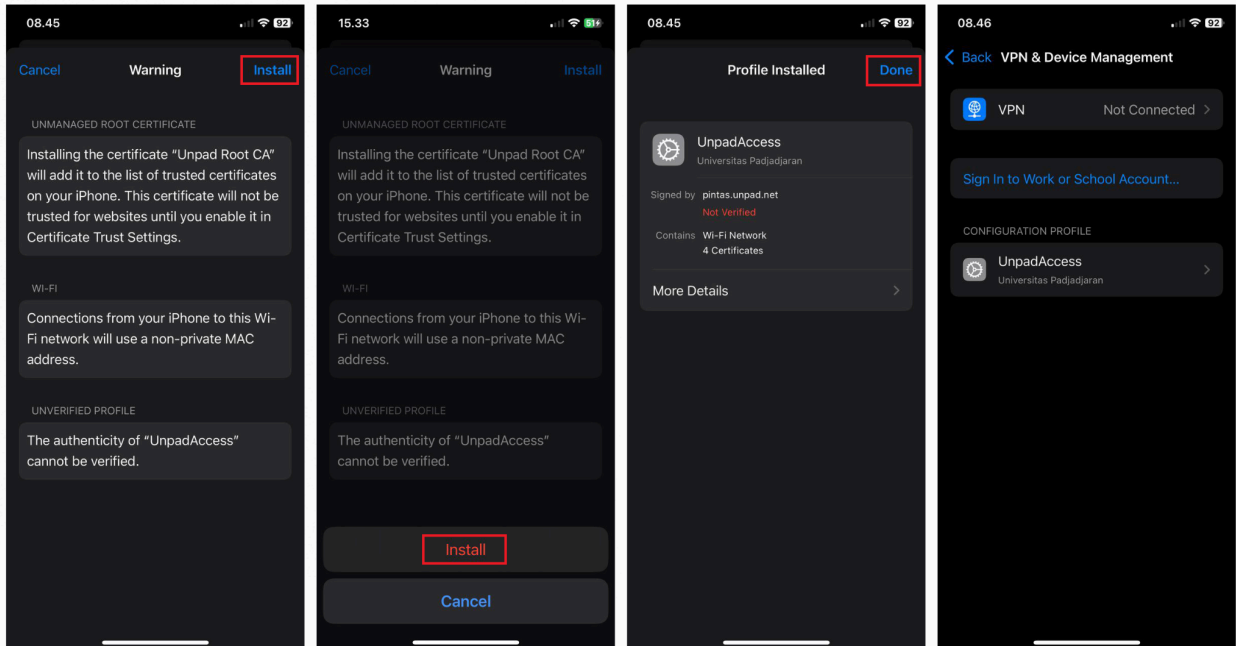 08.45
92
Cancel
Warning
Install
UNMANAGED ROOT CERTIFICATE
Installing the certificate “Unpad Root CA”
will add it to the list of trusted certificates
on your iPhone. This certificate will not be
trusted for websites until you enable it in
Certificate Trust Settings.
WI-FI
Connections from your iPhone to this Wi-
Fi network will use a non-private MAC
address.
UNVERIFIED PROFILE
The authenticity of “UnpadAccess”
cannot be verified.
15.33
51
Cancel
Warning
Install
UNMANAGED ROOT CERTIFICATE
Installing the certificate “Unpad Root CA”
will add it to the list of trusted certificates
on your iPhone. This certificate will not be
trusted for websites until you enable it in
Certificate Trust Settings.
WI-FI
Connections from your iPhone to this Wi-
Fi network will use a non-private MAC
address.
UNVERIFIED PROFILE
The authenticity of “UnpadAccess”
cannot be verified.
Install
Cancel
08.45
92
Profile Installed
Done
UnpadAccess
Universitas Padjadjaran
Signed by pintas.unpad.net
Not Verified
Contains Wi-Fi Network
4 Certificates
More Details
08.46
92
Back
VPN & Device Management
VPN
Not Connected
Sign In to Work or School Account...
CONFIGURATION PROFILE
UnpadAccess
Universitas Padjadjaran